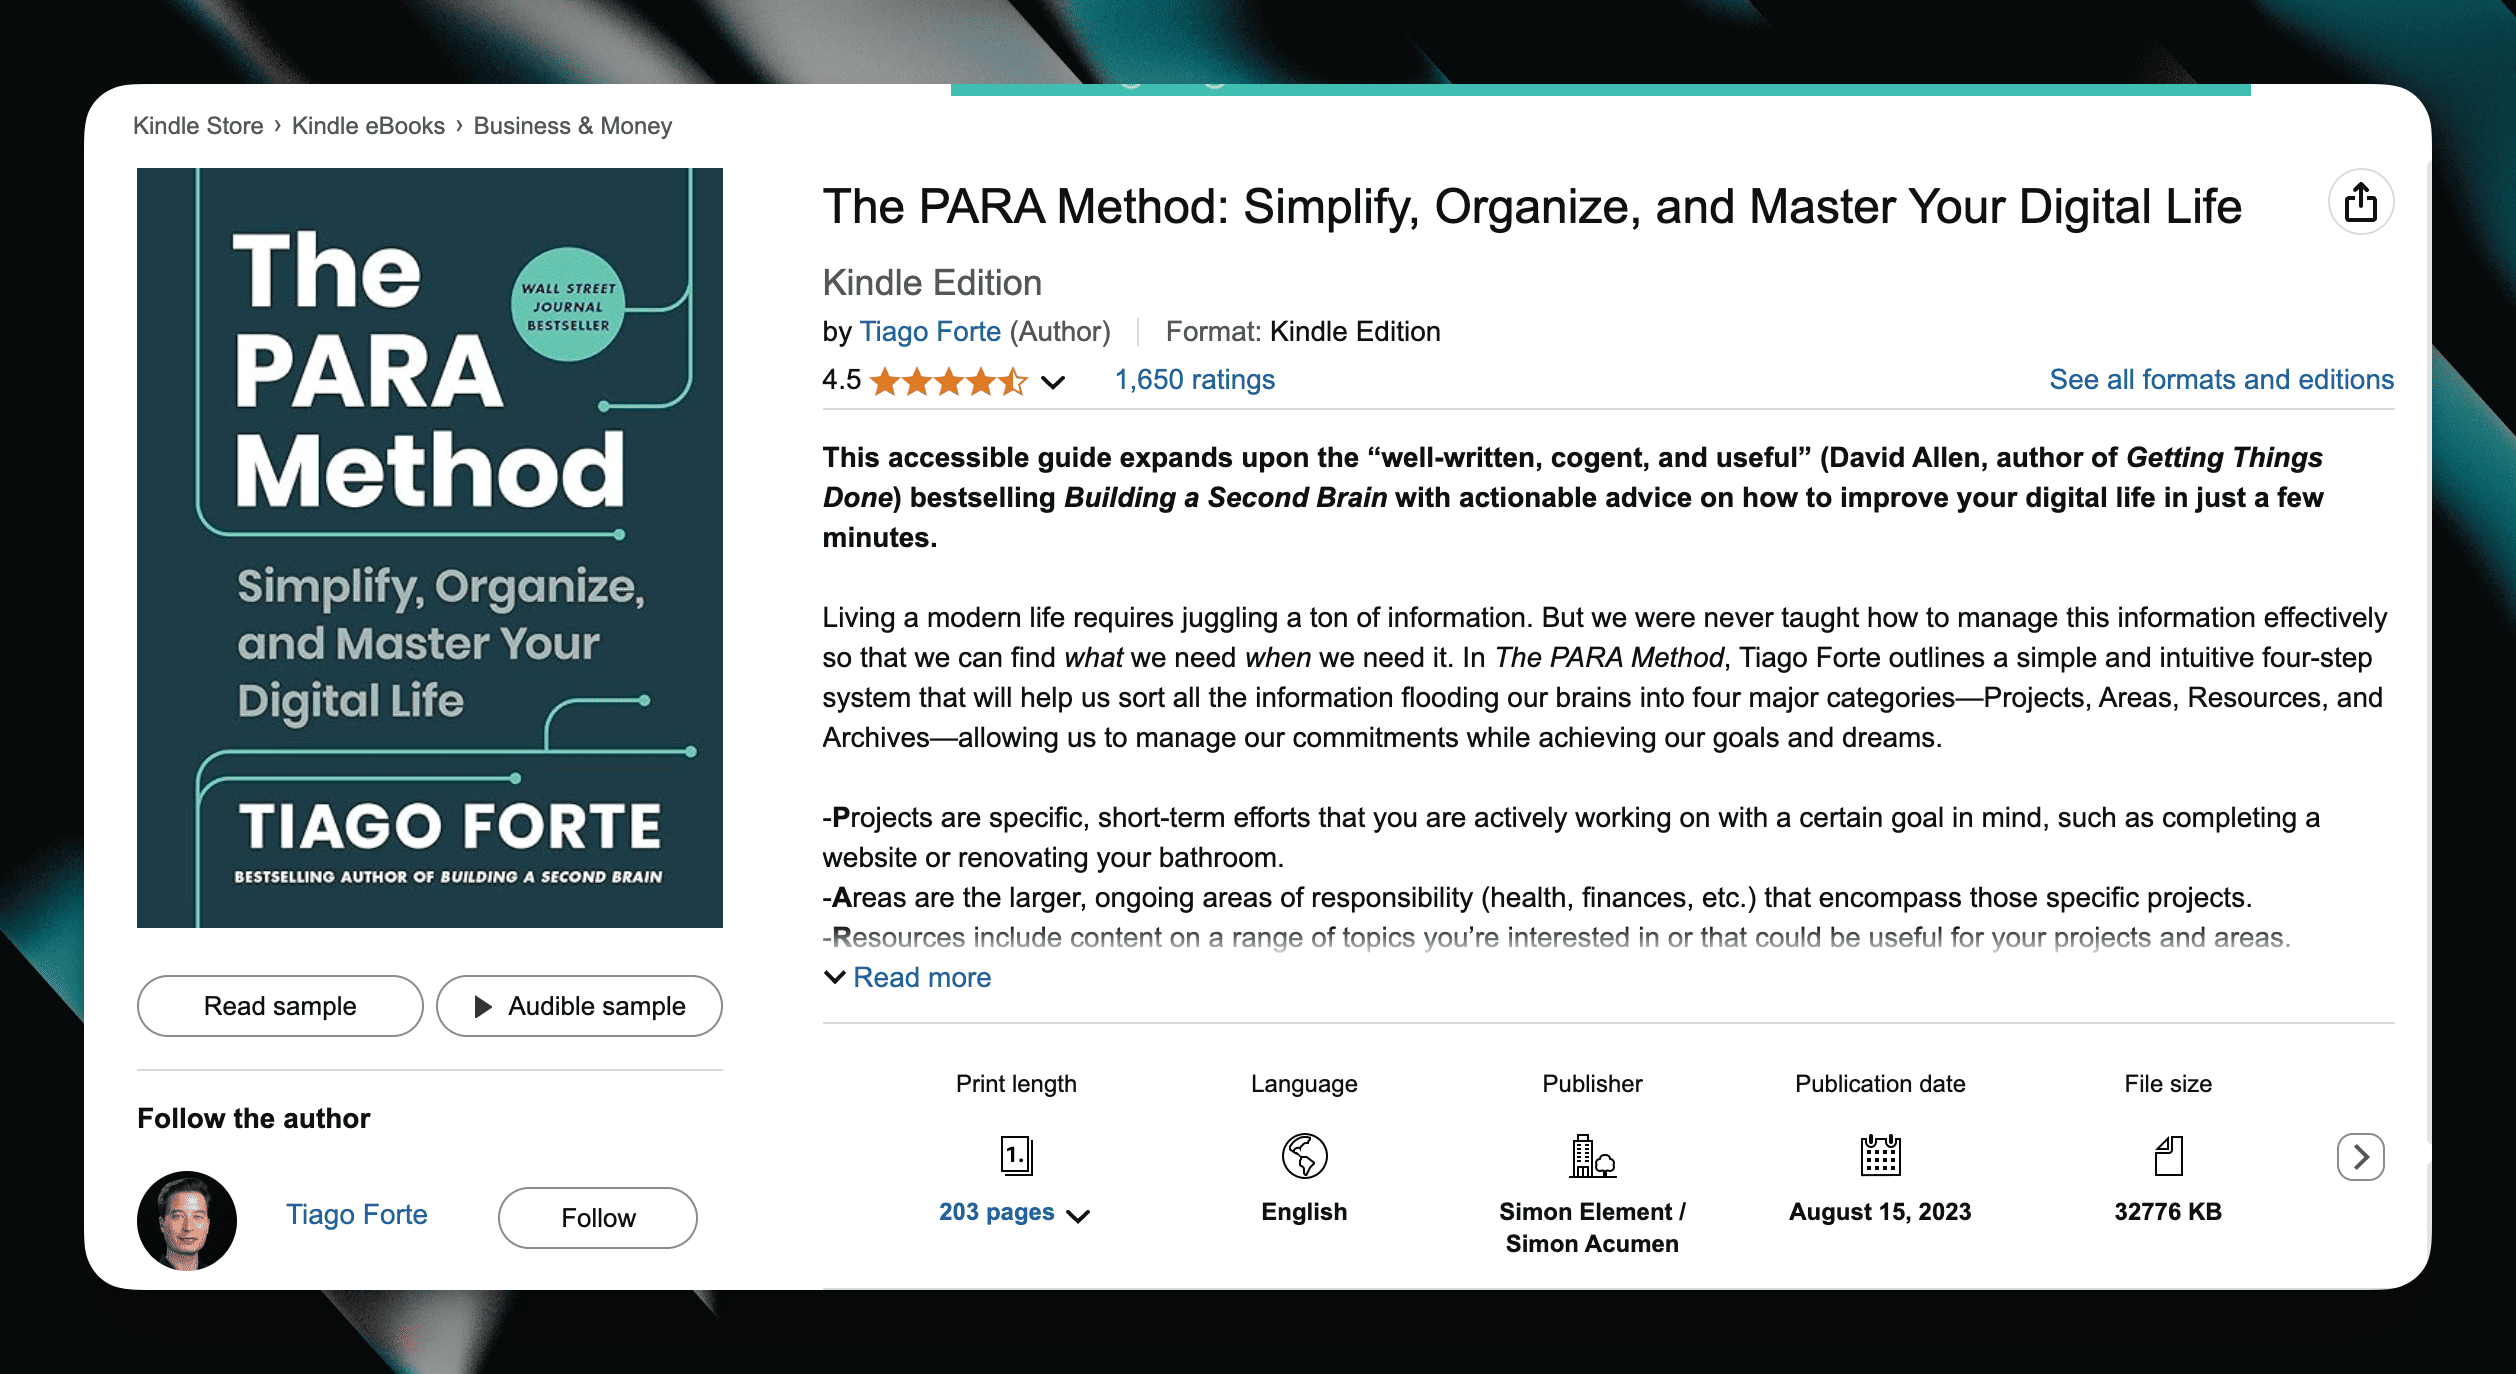 Kindle Store › Kindle eBooks › Business & Money
The
PARA
Method
WALL STREET
JOURNAL
BESTSELLER
Simplify, Organize,
and Master Your
Digital Life
TIAGO FORTE
BESTSELLING AUTHOR OF BUILDING A SECOND BRAIN
Read sample
Audible sample
Follow the author
Tiago Forte
Follow
The PARA Method: Simplify, Organize, and Master Your Digital Life
Kindle Edition
by Tiago Forte (Author) Format: Kindle Edition
4.5 1,650 ratings See all formats and editions
This accessible guide expands upon the “well-written, cogent, and useful” (David Allen, author of Getting Things
Done) bestselling Building a Second Brain with actionable advice on how to improve your digital life in just a few
minutes.
Living a modern life requires juggling a ton of information. But we were never taught how to manage this information effectively
so that we can find what we need when we need it. In The PARA Method, Tiago Forte outlines a simple and intuitive four-step
system that will help us sort all the information flooding our brains into four major categories—Projects, Areas, Resources, and
Archives—allowing us to manage our commitments while achieving our goals and dreams.
-Projects are specific, short-term efforts that you are actively working on with a certain goal in mind, such as completing a
website or renovating your bathroom.
-Areas are the larger, ongoing areas of responsibility (health, finances, etc.) that encompass those specific projects.
-Resources include content on a range of topics you’re interested in or that could be useful for your projects and areas.
Read more
Print length Language Publisher Publication date File size
1.
203 pages English Simon Element / August 15, 2023 32776 KB
Simon Acumen